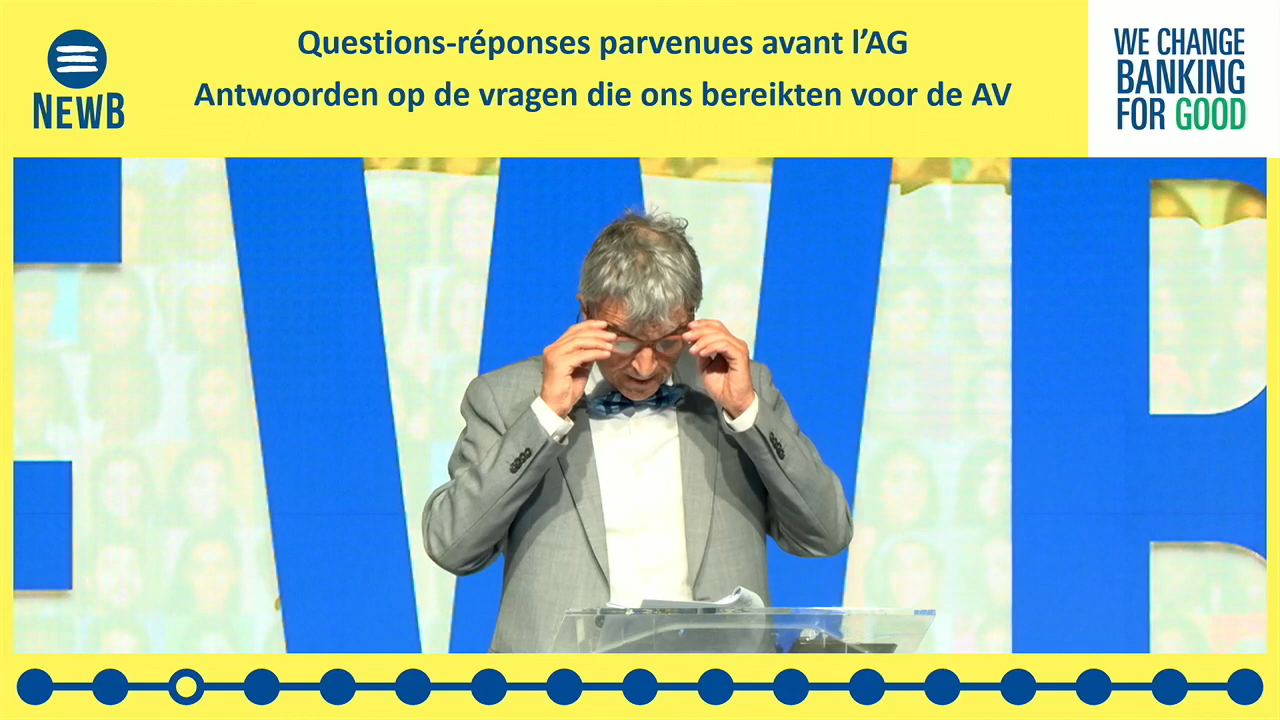 Questions-réponses parvenues avant l’AG
Antwoorden op de vragen die ons bereikten voor de AV
NEWB
WE CHANGE
BANKING
FOR GOOD